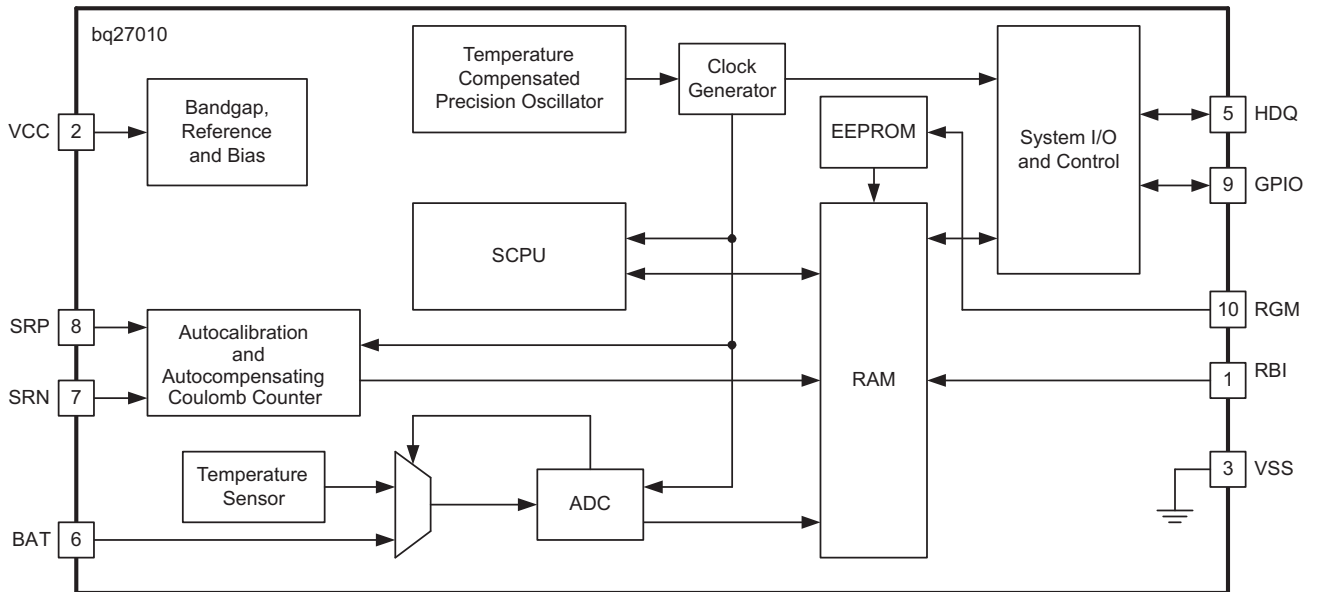 bq27010
Temperature
Compensated
Precision Oscillator
Clock
Generator
Bandgap,
Reference
and Bias
VCC
2
EEPROM
System I/O
and Control
5
HDQ
9
GPIO
SCPU
SRP
8
SRN
7
Autocalibration
and
Autocompensating
Coulomb Counter
RAM
10
RGM
1
RBI
Temperature
Sensor
ADC
3
VSS
BAT
6